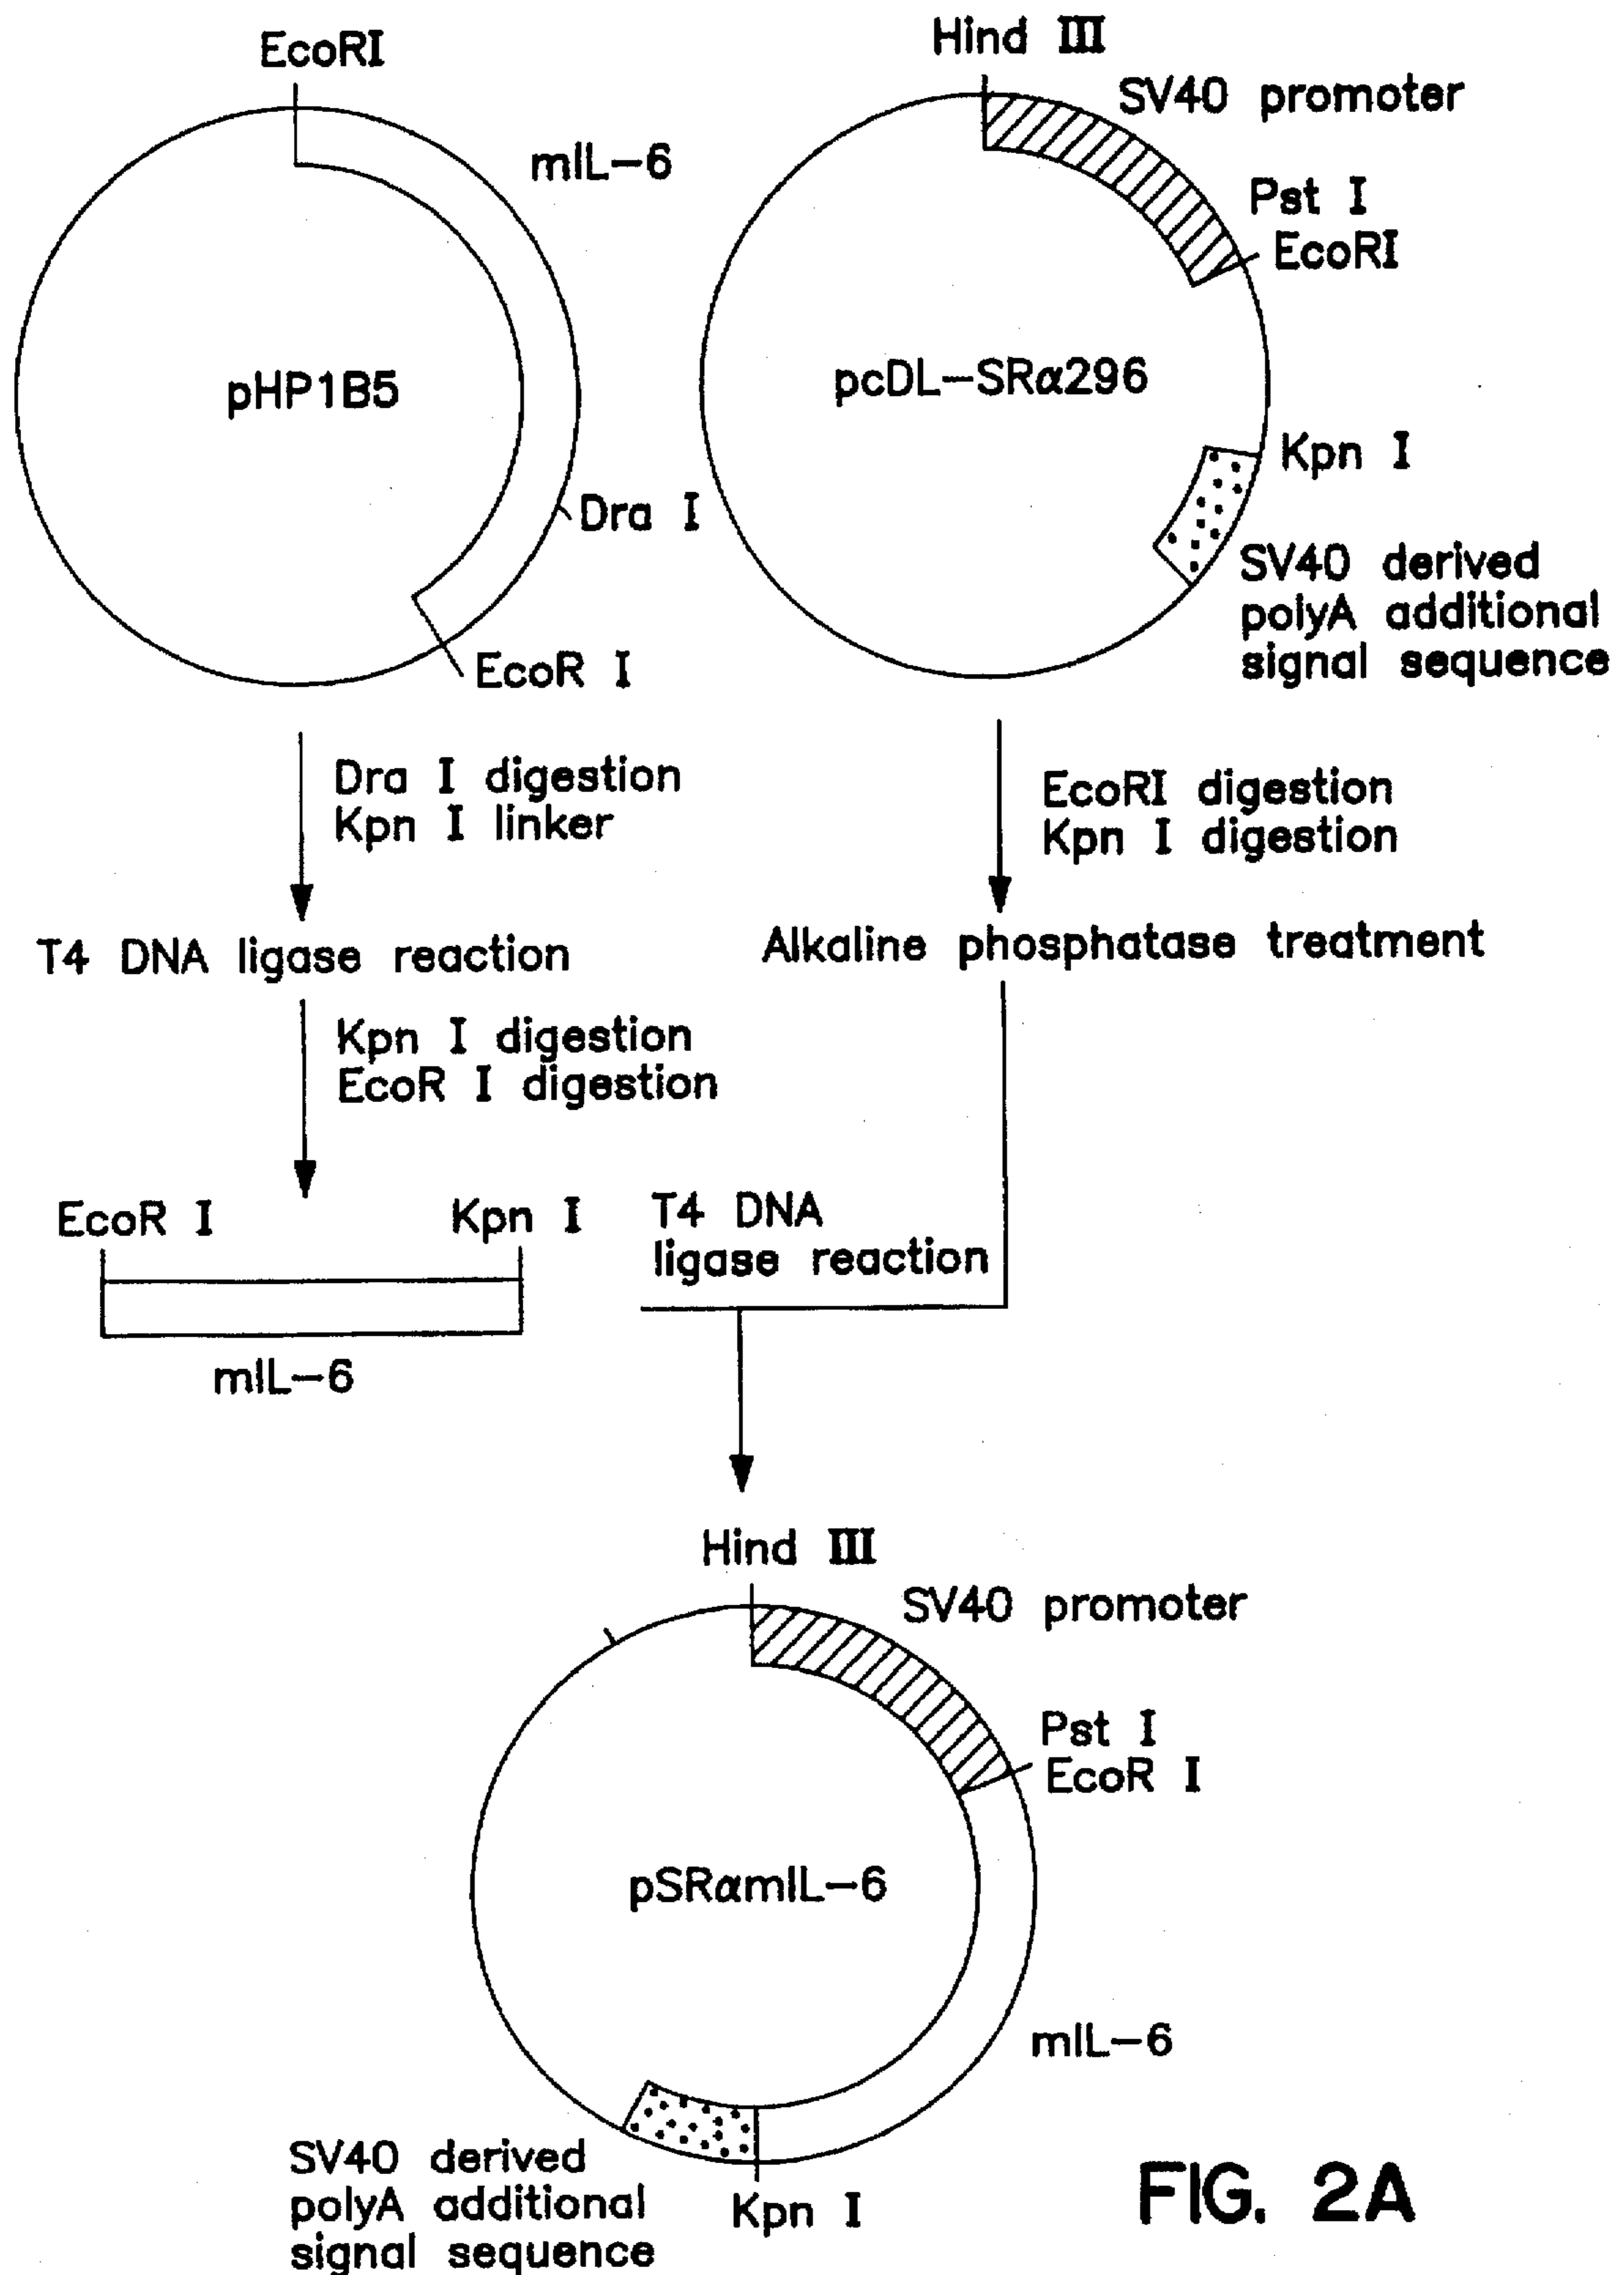 EcoRI
mIL-6
pHP1B5
Dra I
EcoR I
Hind III
SV40 promoter
Pst I
EcoRI
pcDL-SRα296
Kpn I
SV40 derived
polyA additional
signal sequence
Dra I digestion
Kpn I linker
T4 DNA ligase reaction
Kpn I digestion
EcoR I digestion
EcoRI digestion
Kpn I digestion
Alkaline phosphatase treatment
EcoR I
Kpn I
mIL-6
T4 DNA
ligase reaction
Hind III
SV40 promoter
Pst I
EcoR I
pSRαmIL-6
mIL-6
SV40 derived
polyA additional
signal sequence
Kpn I
FIG. 2A